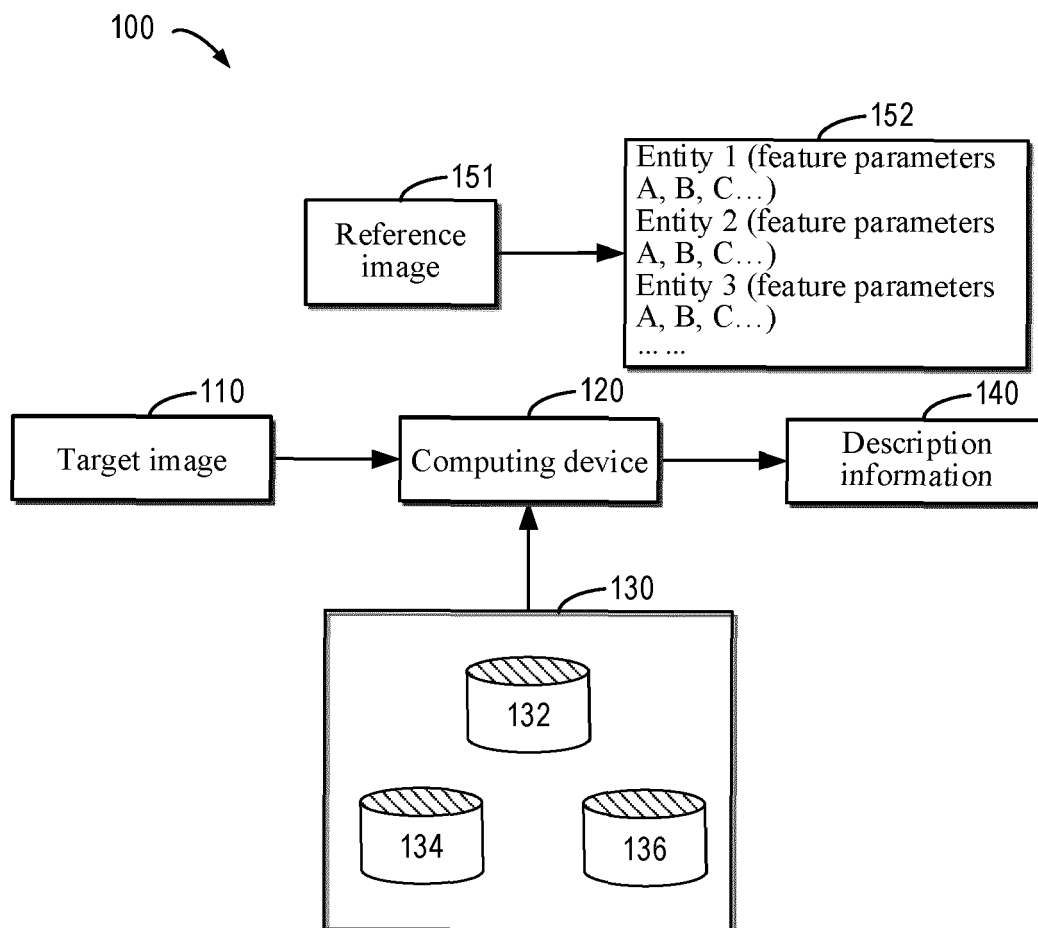 100
152
Entity 1 (feature parameters
A, B, C...)
Entity 2 (feature parameters
A, B, C...)
Entity 3 (feature parameters
A, B, C...)
... ...
151
Reference
image
110
Target image
120
Computing device
140
Description
information
130
132
134
136